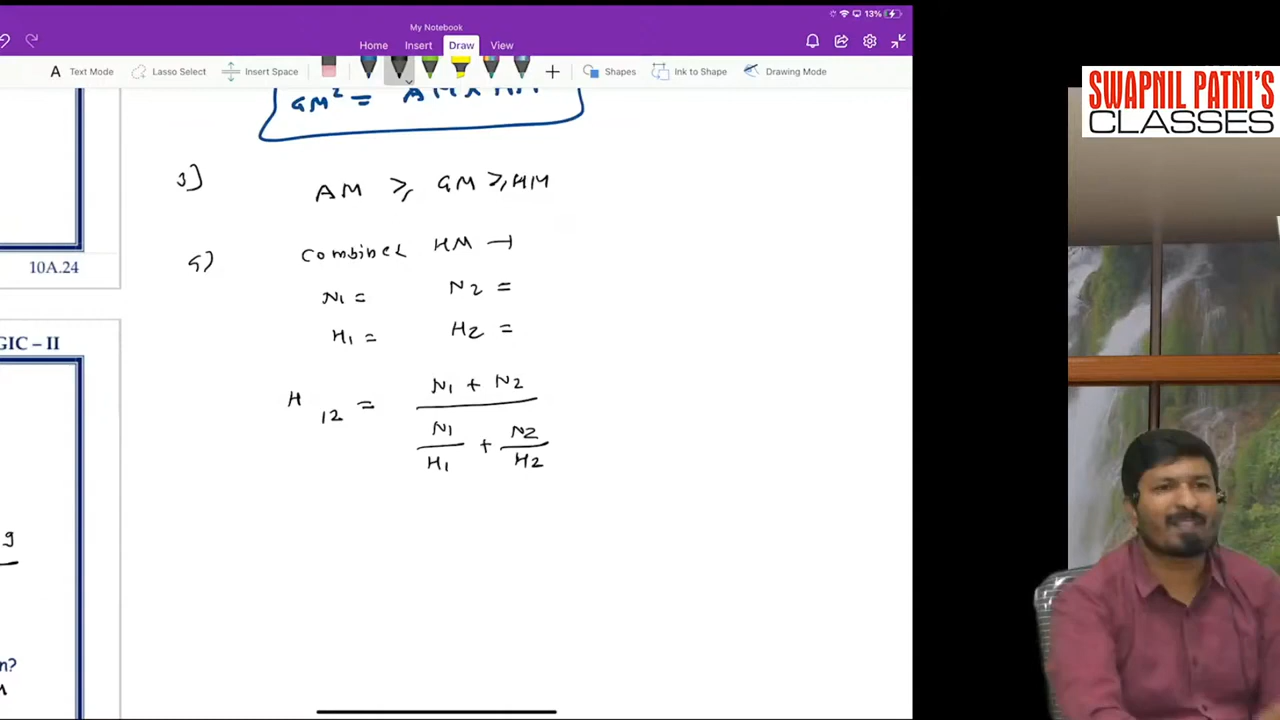 13%
My Notebook
Home Insert Draw View
Text Mode Lasso Select Insert Space Shapes Ink to Shape Drawing Mode
SWAPNIL PATNI'S
CLASSES
GM² = AM x HM
3) AM ≥ GM ≥ HM
10A.24
Combined HM →
N1 = N2 =
H1 = H2 =
GIC – II
H 12 = N1 + N2
N1 + N2
H1 H2
g
n?